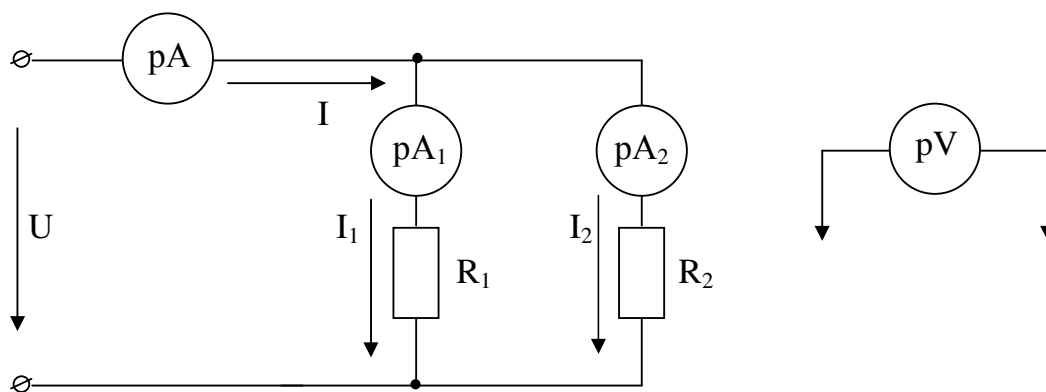 pA
I
pA₁
pA₂
pV
U
I₁
I₂
R₁
R₂